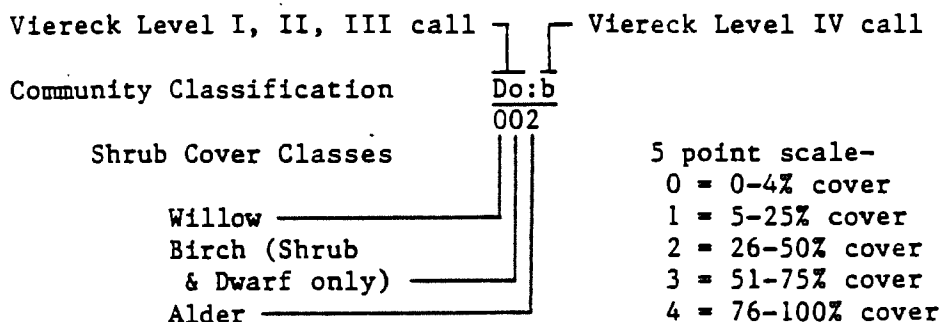 Viereck Level I, II, III call Viereck Level IV call
Community Classification Do:b
002
Shrub Cover Classes 5 point scale-
0 = 0-4% cover
Willow 1 = 5-25% cover
Birch (Shrub 2 = 26-50% cover
& Dwarf only) 3 = 51-75% cover
Alder 4 = 76-100% cover